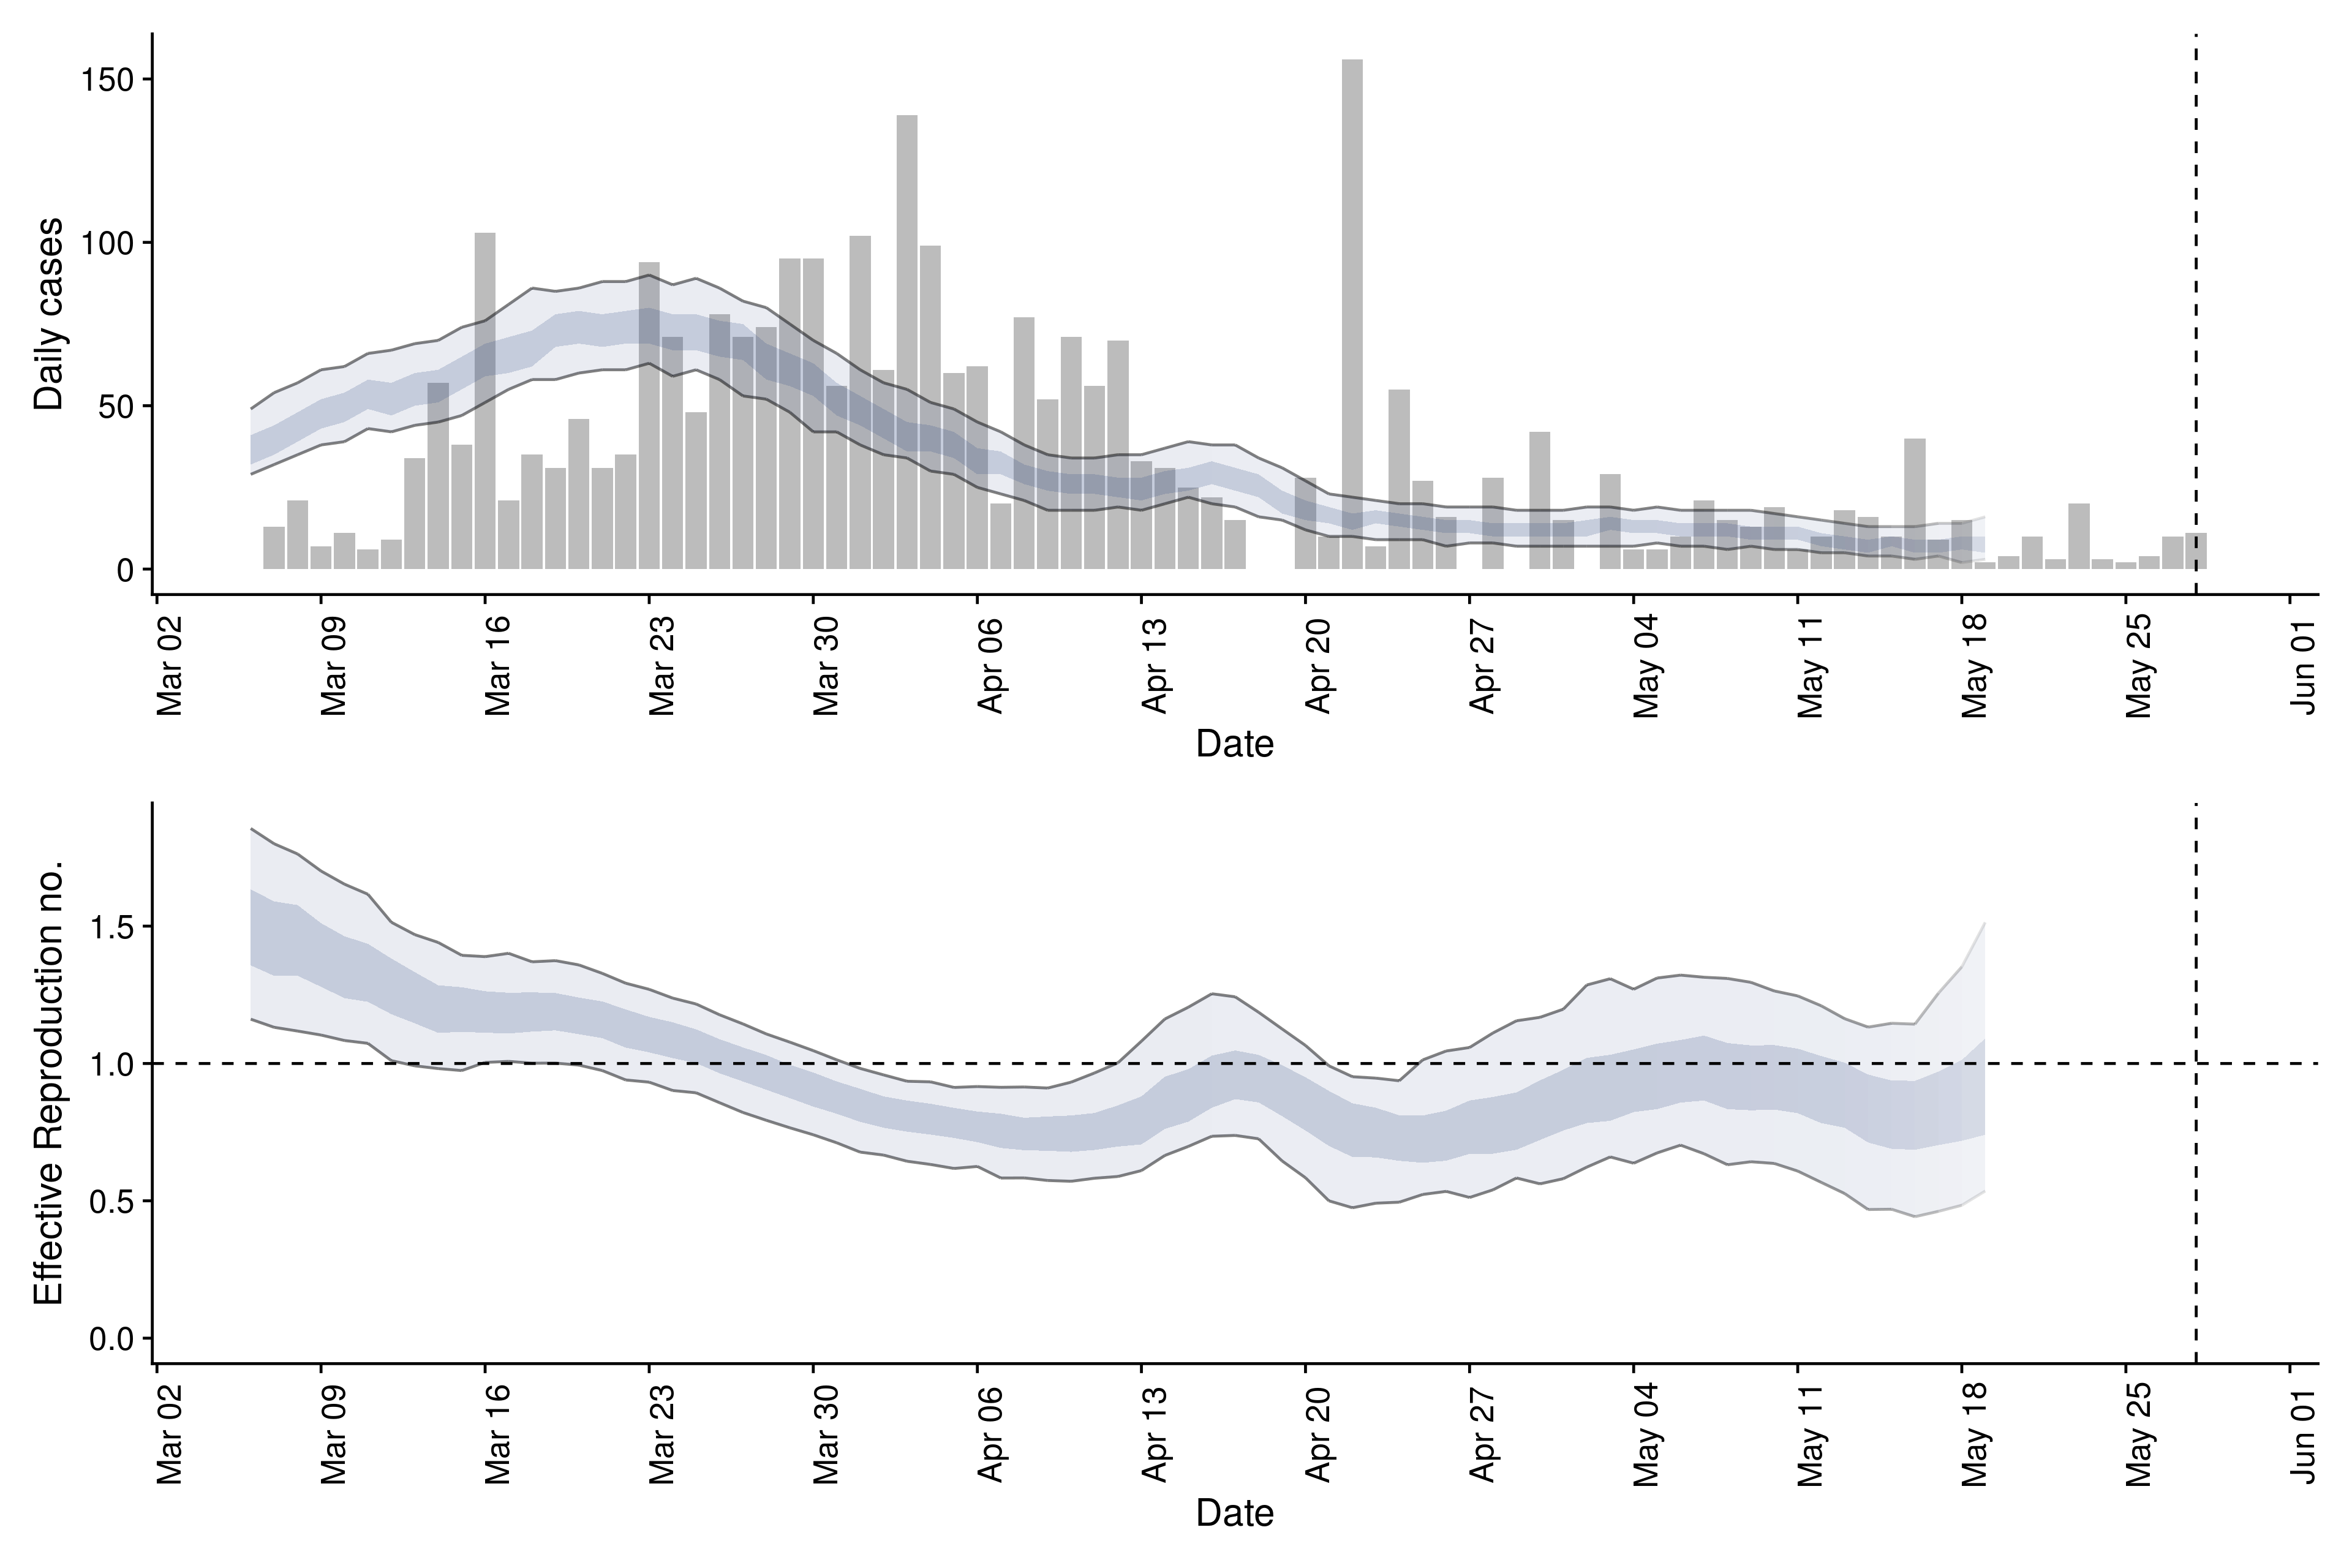 Daily cases
150
100
50
0
Mar 02
Mar 09
Mar 16
Mar 23
Mar 30
Apr 06
Apr 13
Apr 20
Apr 27
May 04
May 11
May 18
May 25
Jun 01
Date
Effective Reproduction no.
1.5
1.0
0.5
0.0
Mar 02
Mar 09
Mar 16
Mar 23
Mar 30
Apr 06
Apr 13
Apr 20
Apr 27
May 04
May 11
May 18
May 25
Jun 01
Date